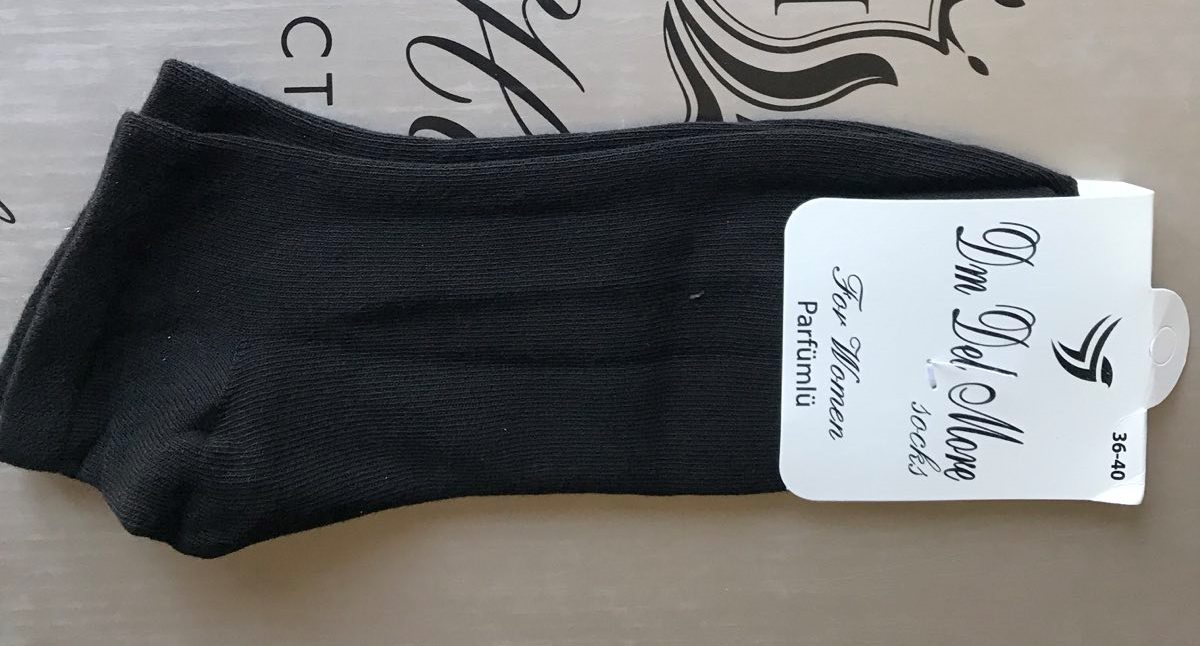 36-40
Dm Del More
socks
For Women
Parfümlü
CT